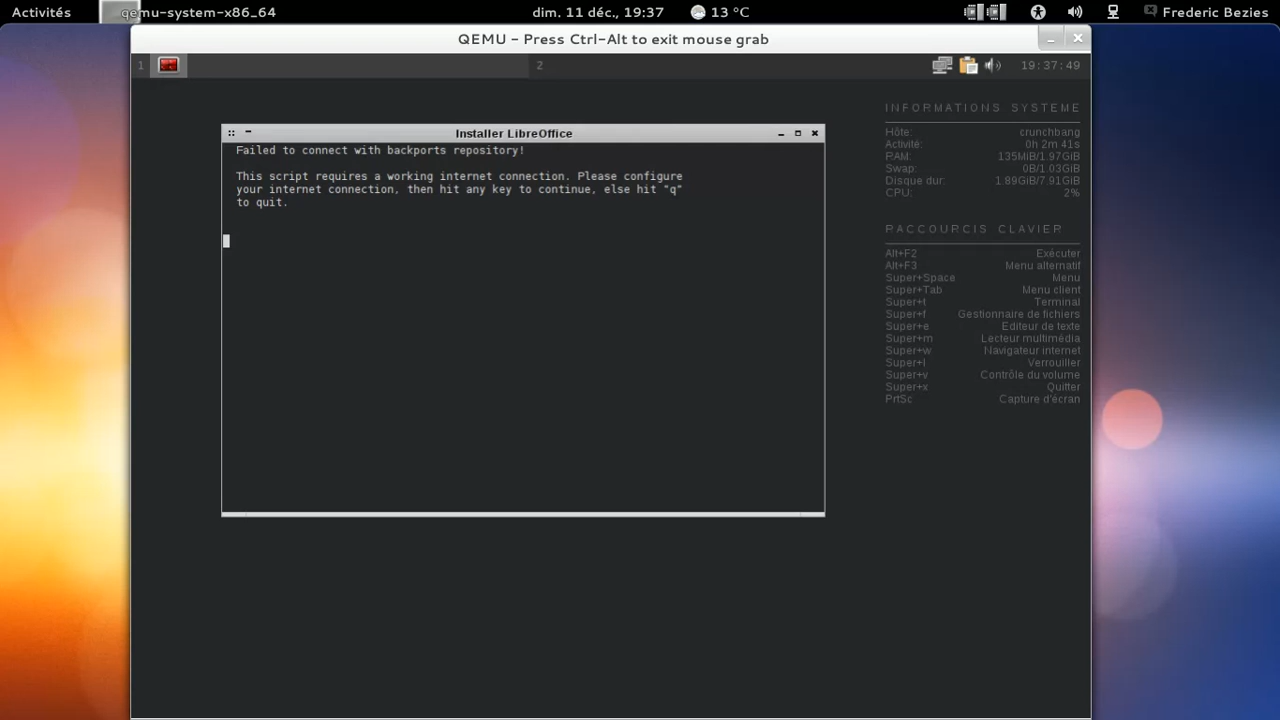 Activités qemu-system-x86_64 dim. 11 déc., 19:37 13 °C Frederic Bezies
QEMU - Press Ctrl-Alt to exit mouse grab
1 2 19:37:49
Installer LibreOffice
Failed to connect with backports repository!
This script requires a working internet connection. Please configure
your internet connection, then hit any key to continue, else hit "q"
to quit.
INFORMATIONS SYSTEME
Hôte: crunchbang
Activité: 0h 2m 41s
RAM: 135MiB/1.97GiB
Swap: 0B/1.03GiB
Disque dur: 1.89GiB/7.91GiB
CPU: 2%
RACCOURCIS CLAVIER
Alt+F2 Exécuter
Alt+F3 Menu alternatif
Super+Space Menu
Super+Tab Menu client
Super+t Terminal
Super+f Gestionnaire de fichiers
Super+e Editeur de texte
Super+m Lecteur multimédia
Super+w Navigateur internet
Super+l Verrouiller
Super+v Contrôle du volume
Super+x Quitter
PrtSc Capture d'écran